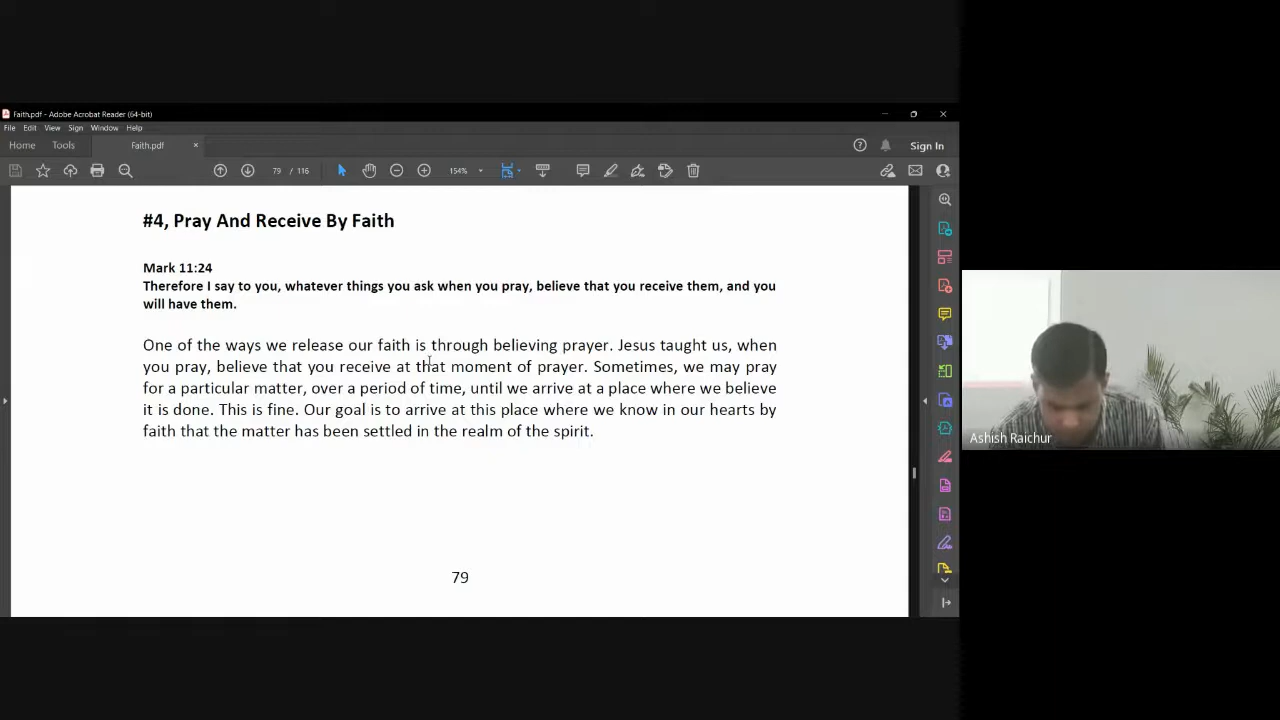 Faith.pdf - Adobe Acrobat Reader (64-bit)
File Edit View Sign Window Help
Home Tools Faith.pdf × Sign In
79 / 116 154%
#4, Pray And Receive By Faith
Mark 11:24
Therefore I say to you, whatever things you ask when you pray, believe that you receive them, and you
will have them.
One of the ways we release our faith is through believing prayer. Jesus taught us, when
you pray, believe that you receive at that moment of prayer. Sometimes, we may pray
for a particular matter, over a period of time, until we arrive at a place where we believe
it is done. This is fine. Our goal is to arrive at this place where we know in our hearts by
faith that the matter has been settled in the realm of the spirit.
79
Ashish Raichur